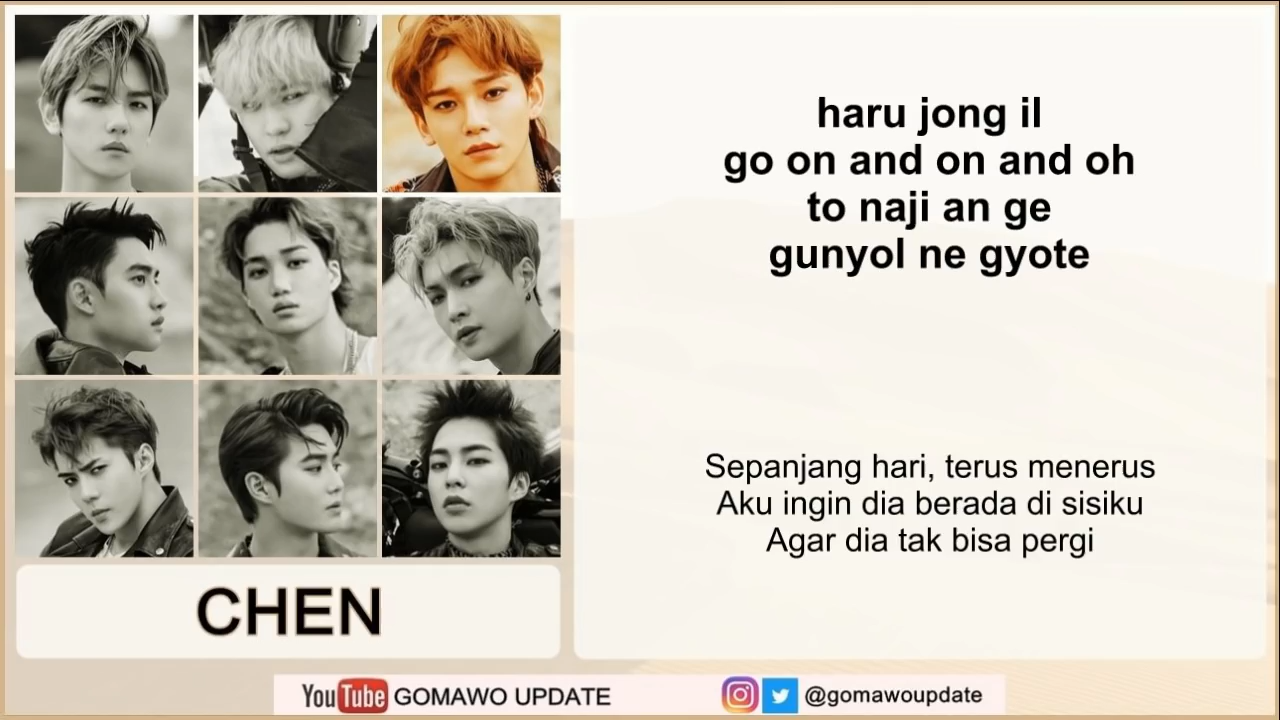 haru jong il
go on and on and oh
to naji an ge
gunyol ne gyote
Sepanjang hari, terus menerus
Aku ingin dia berada di sisiku
Agar dia tak bisa pergi
CHEN
YouTube GOMAWO UPDATE
@gomawoupdate